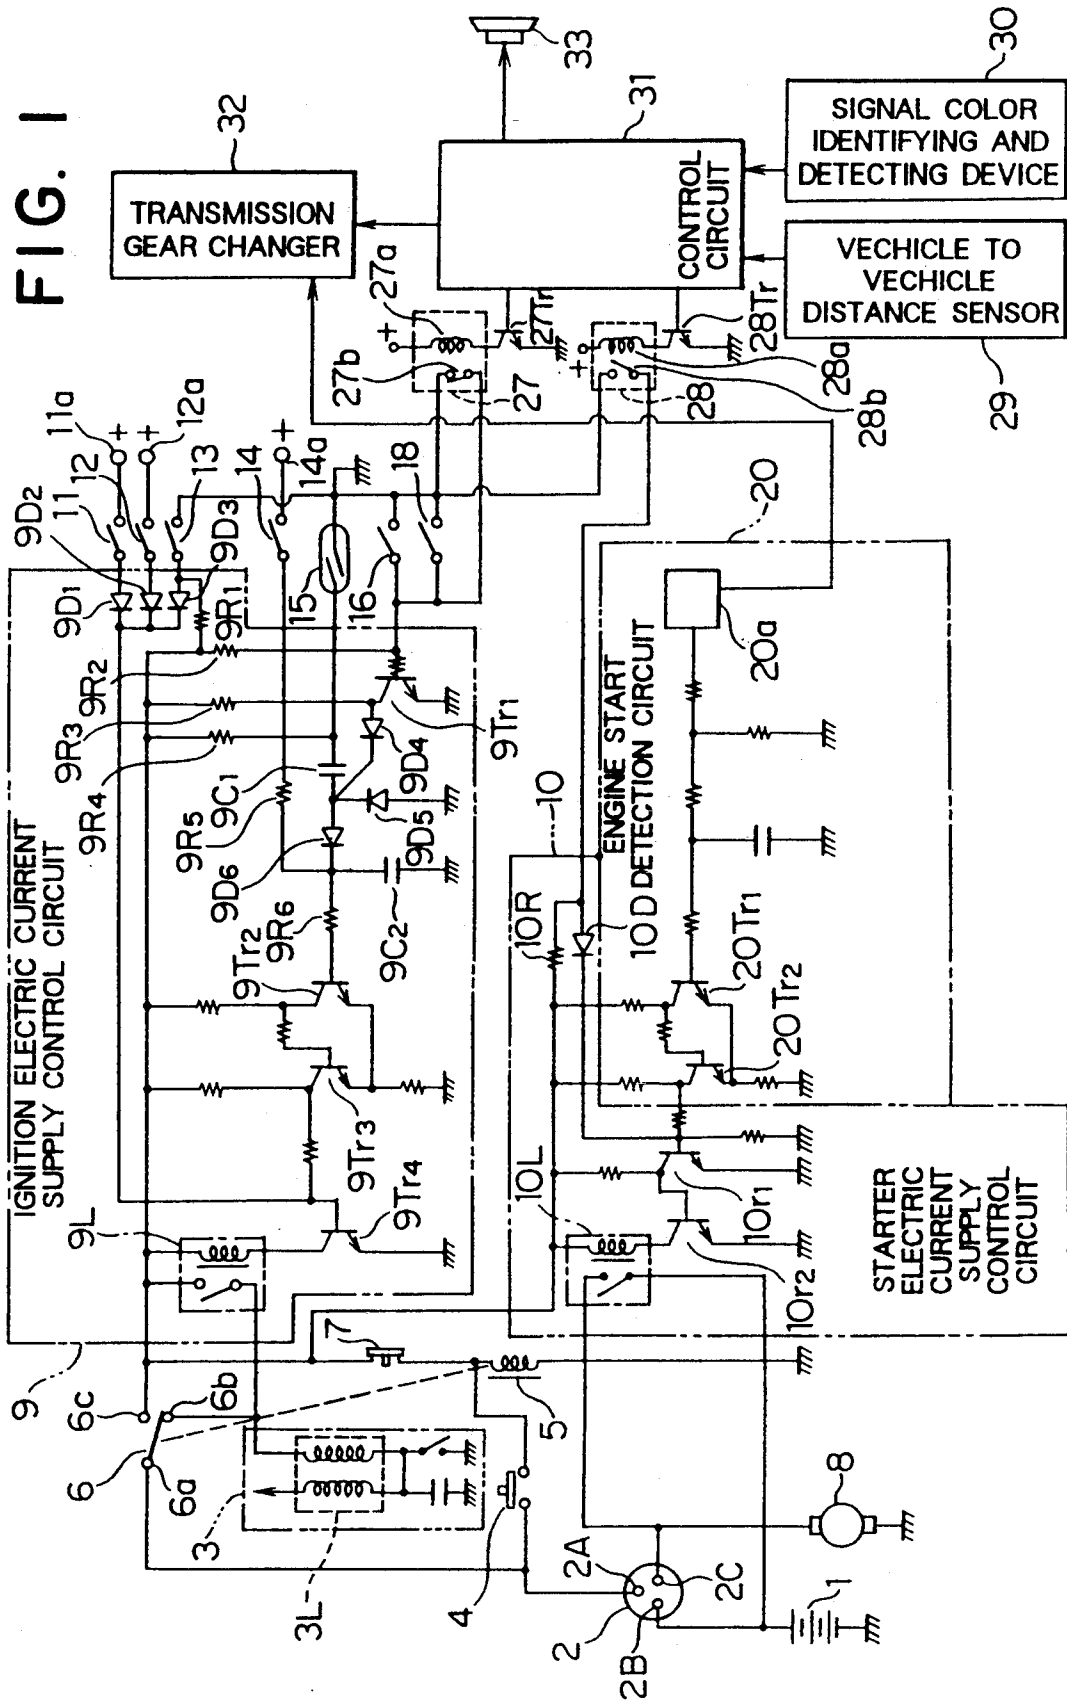 FIG. 1
32
TRANSMISSION
GEAR CHANGER
33
31
CONTROL
CIRCUIT
30
SIGNAL COLOR
IDENTIFYING AND
DETECTING DEVICE
VECHICLE TO
VECHICLE
DISTANCE SENSOR
29
27a
27b
27
27Tr
28Tr
28a
28b
28
11a
12a
11
12
13
14
14a
15
16
18
+
+
+
+
+
IGNITION ELECTRIC CURRENT
SUPPLY CONTROL CIRCUIT
9D1
9D2
9D3
9R1
9R2
9R3
9R4
9R5
9C1
9D4
9D5
9D6
9R6
9C2
9Tr1
9Tr2
9Tr3
9Tr4
9L
9
ENGINE START
DETECTION CIRCUIT
20
20a
20Tr1
20Tr2
10
10R
10D
10L
10r1
10r2
STARTER
ELECTRIC
CURRENT
SUPPLY
CONTROL
CIRCUIT
7
5
6
6a
6b
6c
3
3L
4
2
2A
2B
2C
1
8